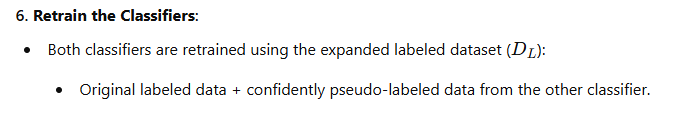 6. Retrain the Classifiers:
• Both classifiers are retrained using the expanded labeled dataset (D_L):
• Original labeled data + confidently pseudo-labeled data from the other classifier.